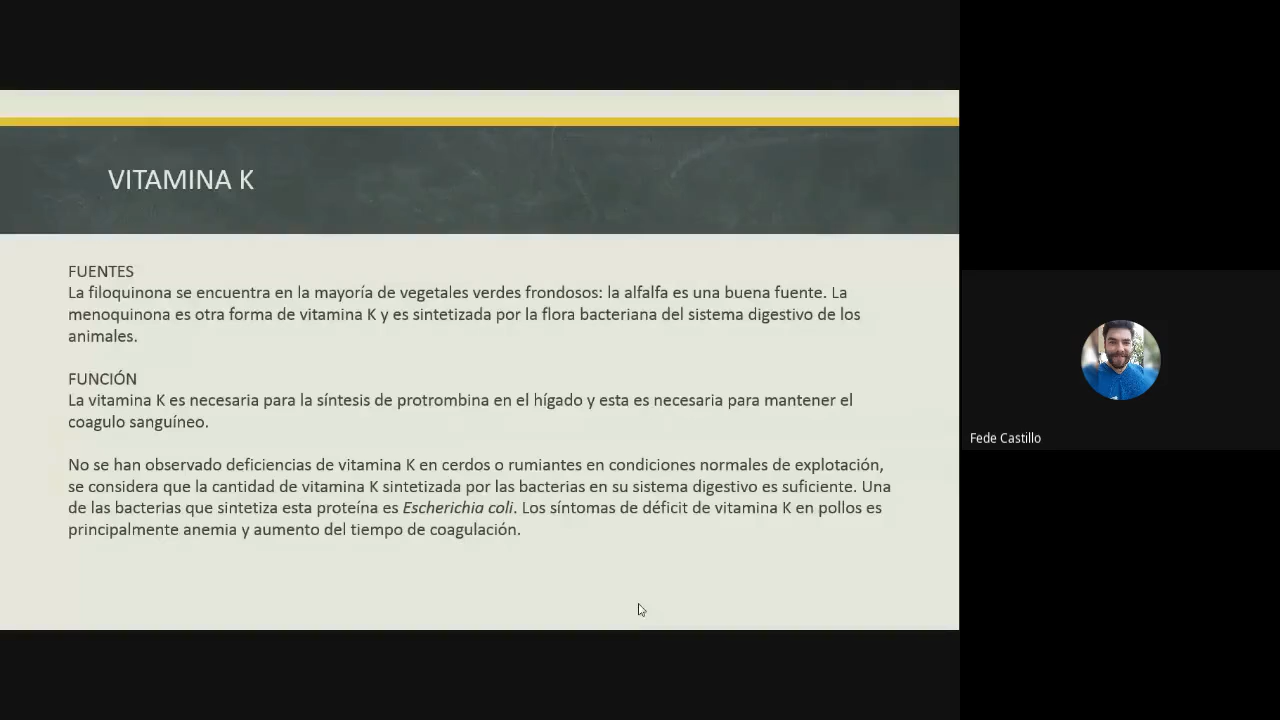 VITAMINA K
FUENTES
La filoquinona se encuentra en la mayoría de vegetales verdes frondosos: la alfalfa es una buena fuente. La
menoquinona es otra forma de vitamina K y es sintetizada por la flora bacteriana del sistema digestivo de los
animales.
FUNCIÓN
La vitamina K es necesaria para la síntesis de protrombina en el hígado y esta es necesaria para mantener el
coagulo sanguíneo.
No se han observado deficiencias de vitamina K en cerdos o rumiantes en condiciones normales de explotación,
se considera que la cantidad de vitamina K sintetizada por las bacterias en su sistema digestivo es suficiente. Una
de las bacterias que sintetiza esta proteína es Escherichia coli. Los síntomas de déficit de vitamina K en pollos es
principalmente anemia y aumento del tiempo de coagulación.
Fede Castillo